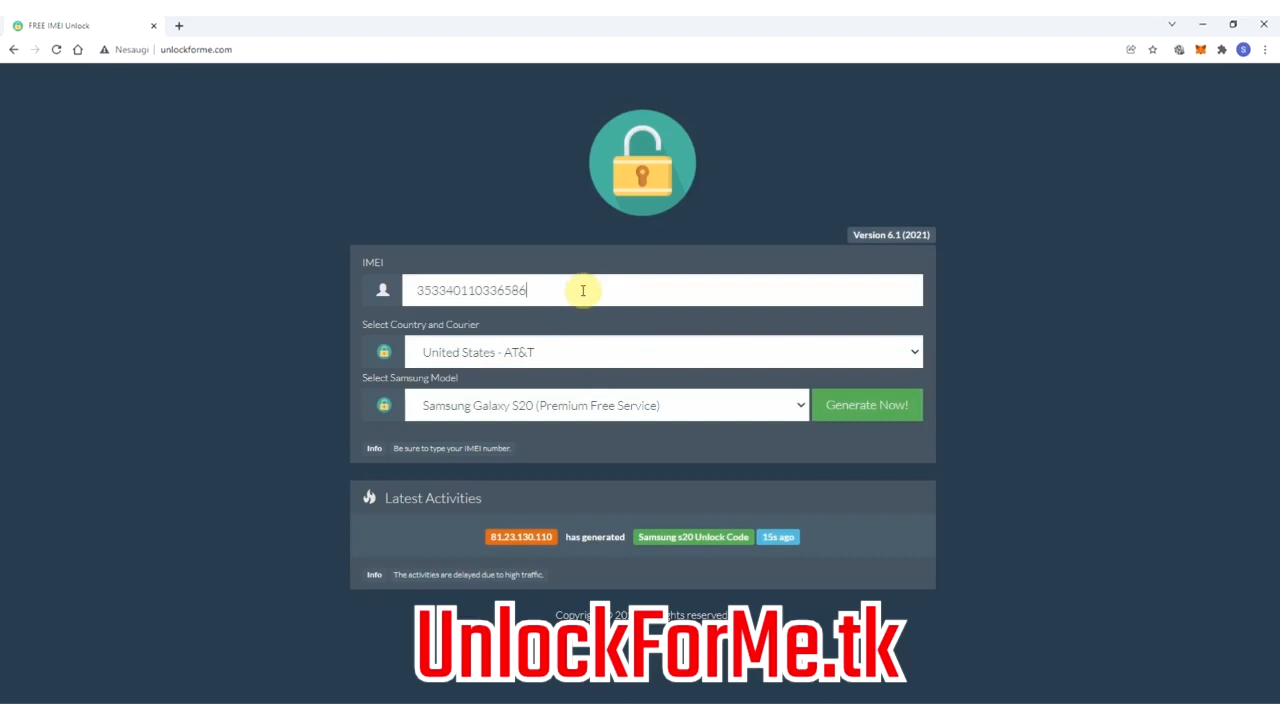 FREE IMEI Unlock
Nesaugi unlockforme.com
S
Version 6.1 (2021)
IMEI
353340110336586
Select Country and Courier
United States - AT&T
Select Samsung Model
Samsung Galaxy S20 (Premium Free Service)
Generate Now!
Info Be sure to type your IMEI number.
Latest Activities
81.23.130.110 has generated Samsung s20 Unlock Code 15s ago
Info The activities are delayed due to high traffic.
reserved
UnlockForMe.tk